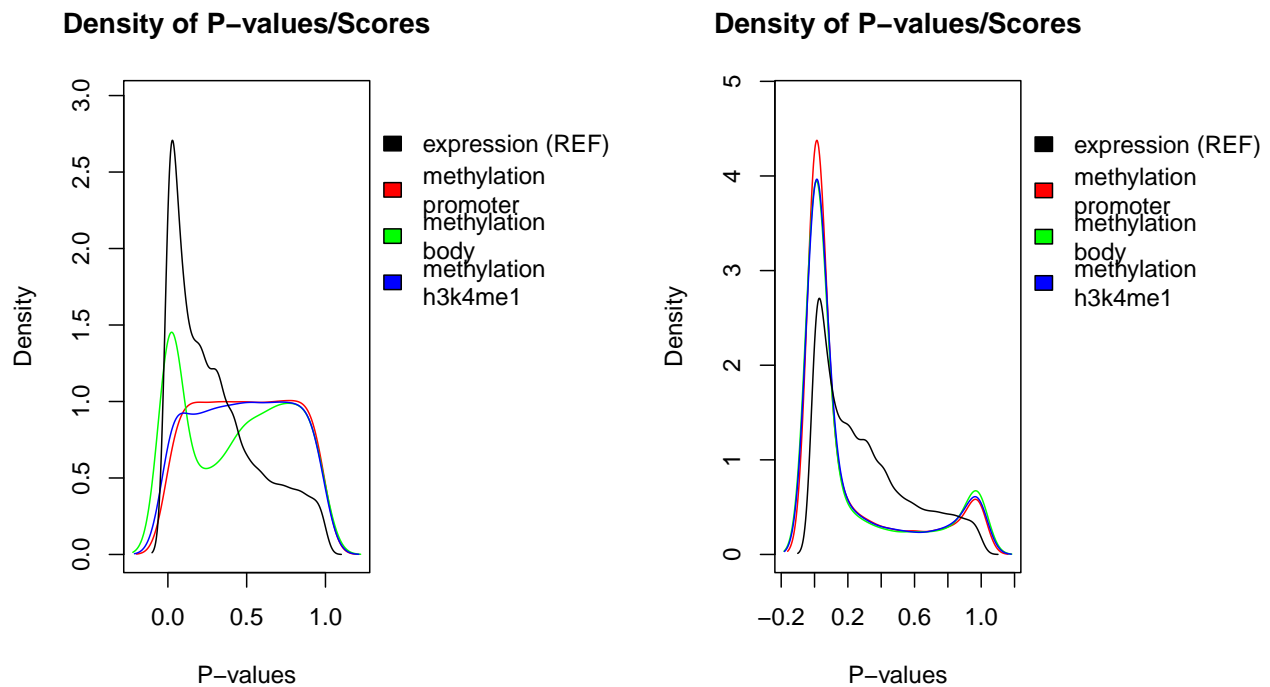 Density of P−values/Scores
Density
0.0
0.5
1.0
1.5
2.0
2.5
3.0
0.0 0.5 1.0
P−values
expression (REF)
methylation
promoter
methylation
body
methylation
h3k4me1
Density of P−values/Scores
Density
0
1
2
3
4
5
−0.2 0.2 0.6 1.0
P−values
expression (REF)
methylation
promoter
methylation
body
methylation
h3k4me1